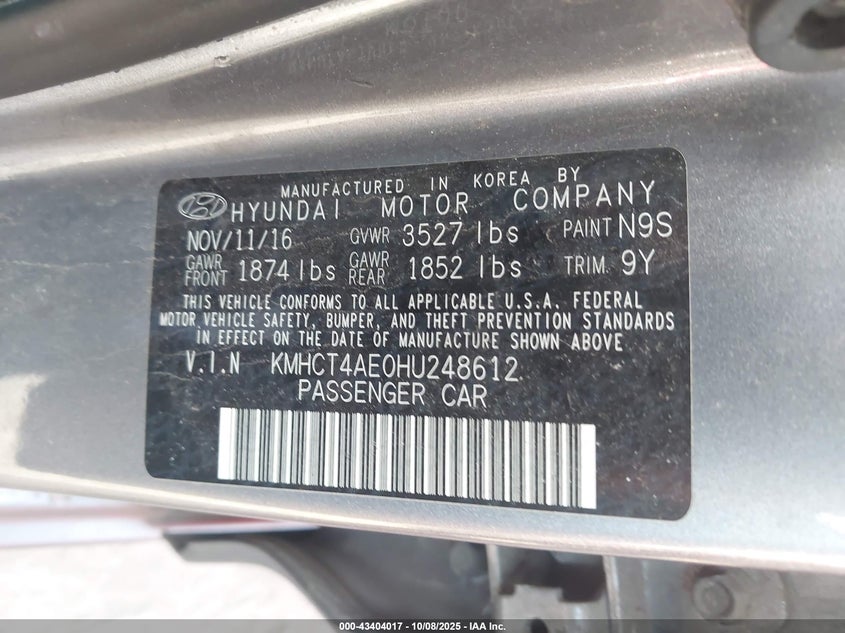 MANUFACTURED IN KOREA BY
HYUNDAI MOTOR COMPANY
NOV/11/16 GVWR 3527 lbs PAINT N9S
GAWR FRONT 1874 lbs GAWR REAR 1852 lbs TRIM 9Y
THIS VEHICLE CONFORMS TO ALL APPLICABLE U.S.A. FEDERAL
MOTOR VEHICLE SAFETY, BUMPER, AND THEFT PREVENTION STANDARDS
IN EFFECT ON THE DATE OF MANUFACTURE SHOWN ABOVE
V.I.N KMHCT4AE0HU248612
PASSENGER CAR
000-43404017 - 10/08/2025 - IAA Inc.